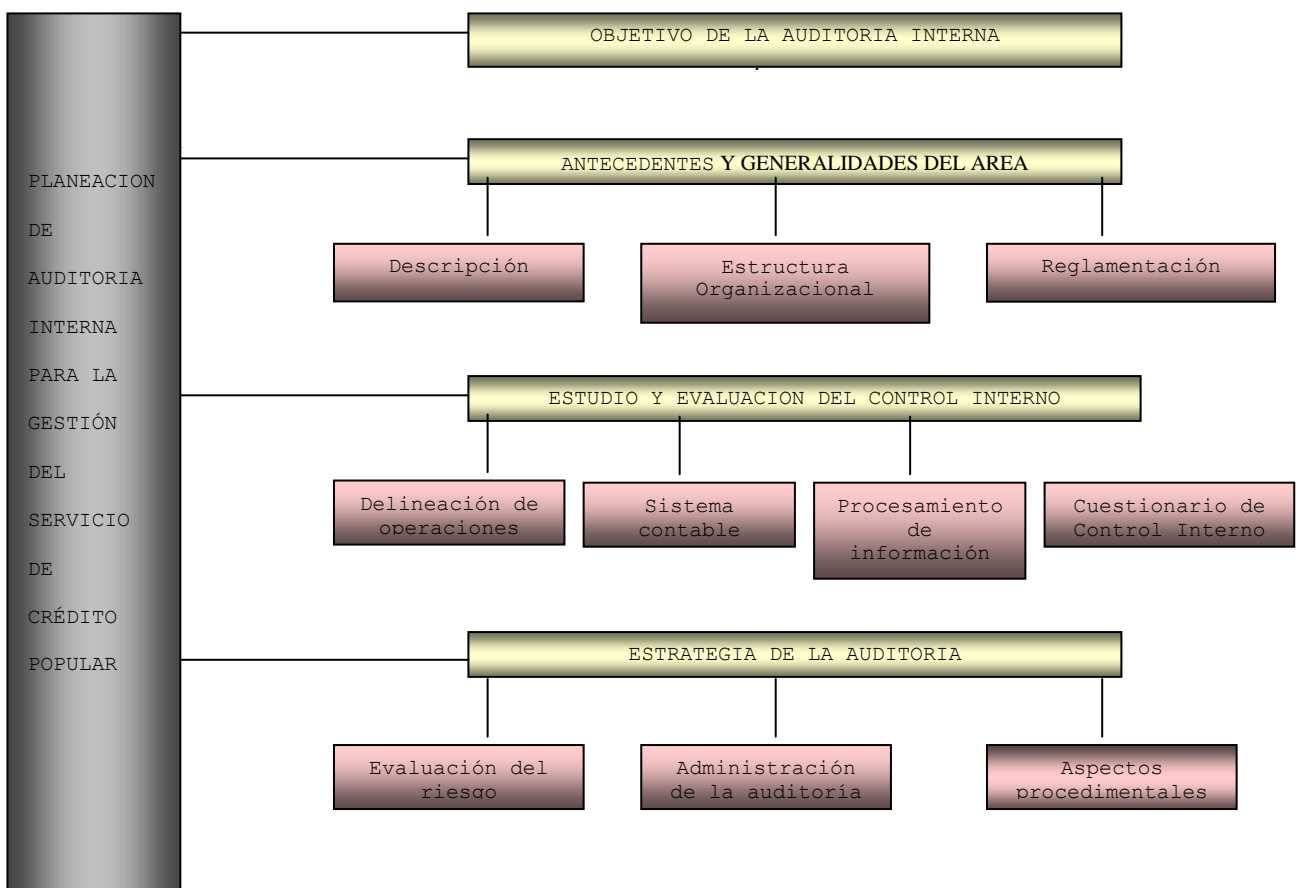 PLANEACION
DE
AUDITORIA
INTERNA
PARA LA
GESTIÓN
DEL
SERVICIO
DE
CRÉDITO
POPULAR
OBJETIVO DE LA AUDITORIA INTERNA
ANTECEDENTES Y GENERALIDADES DEL AREA
Descripción
Estructura
Organizacional
Reglamentación
ESTUDIO Y EVALUACION DEL CONTROL INTERNO
Delineación de
operaciones
Sistema
contable
Procesamiento
de
información
Cuestionario de
Control Interno
ESTRATEGIA DE LA AUDITORIA
Evaluación del
riesgo
Administración
de la auditoría
Aspectos
procedimentales